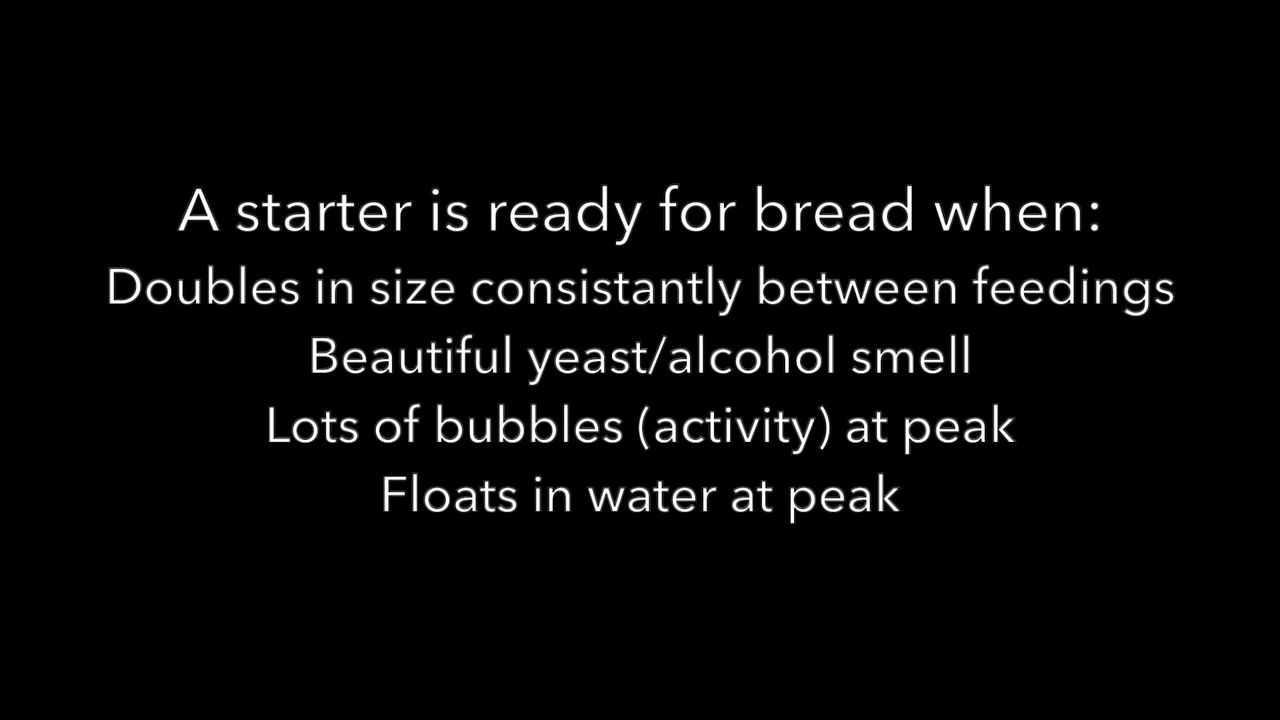 A starter is ready for bread when:
Doubles in size consistantly between feedings
Beautiful yeast/alcohol smell
Lots of bubbles (activity) at peak
Floats in water at peak